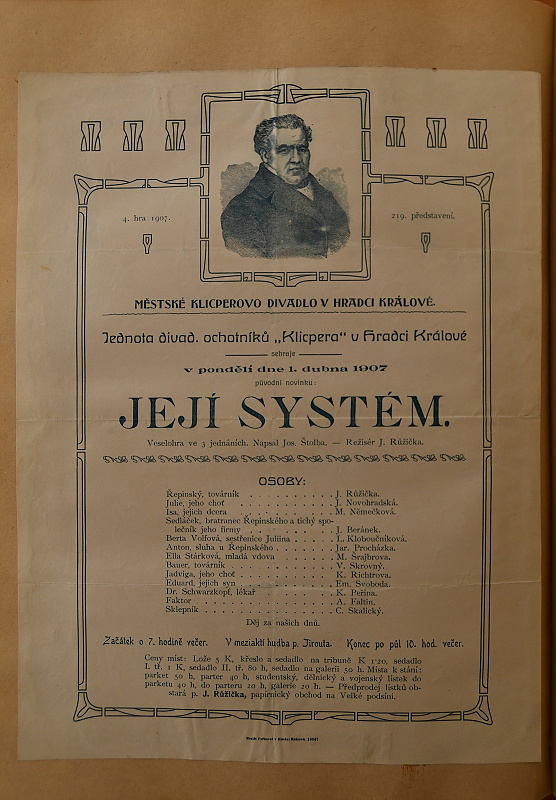 4. hra 1907.
219. představení.
MĚSTSKÉ KLICPEROVO DIVADLO V HRADCI KRÁLOVÉ.
Jednota divad. ochotníků „Klicpera“ v Hradci Králové
sehraje
v pondělí dne 1. dubna 1907
původní novinku:
JEJÍ SYSTÉM.
Veselohra ve 3 jednáních. Napsal Jos. Štolba. — Režisér J. Růžička.
OSOBY:
Řepinský, továrník . . . . . . . . . . . . J. Růžička.
Julie, jeho choť . . . . . . . . . . . . J. Novohradská.
Isa, jejich dcera . . . . . . . . . . . . M. Němečková.
Sedláček, bratranec Řepinského a tichý spo-
lečník jeho firmy . . . . . . . . . . J. Beránek.
Berta Volfová, sestřenice Juliina . . . . . L. Kloboučníková.
Anton, sluha u Řepinského . . . . . . . Jar. Procházka.
Ella Stárková, mladá vdova . . . . . . . M. Šrajbrova.
Bauer, továrník . . . . . . . . . . . . V. Skrovný.
Jadviga, jeho choť . . . . . . . . . . . K. Richtrova.
Eduard, jejich syn . . . . . . . . . . . Em. Svoboda.
Dr. Schwarzkopf, lékař . . . . . . . . . K. Peřina.
Faktor . . . . . . . . . . . . . . . A. Faltin.
Sklepník . . . . . . . . . . . . . . C. Skalický.
Děj za našich dnů.
Začátek o 7. hodině večer. V meziaktí hudba p. Jirouta. Konec po půl 10. hod. večer.
Ceny míst: Lože 5 K, křeslo a sedadlo na tribuně K 1·20, sedadlo
I. tř. 1 K, sedadlo II. tř. 80 h, sedadlo na galerii 50 h. Místa k stání:
parket 50 h, parter 40 h, studentský, dělnický a vojenský lístek do
parketu 40 h, do parteru 20 h, galerie 20 h. — Předprodej lístků ob-
stará p. J. Růžička, papírnický obchod na Velké podsíni.